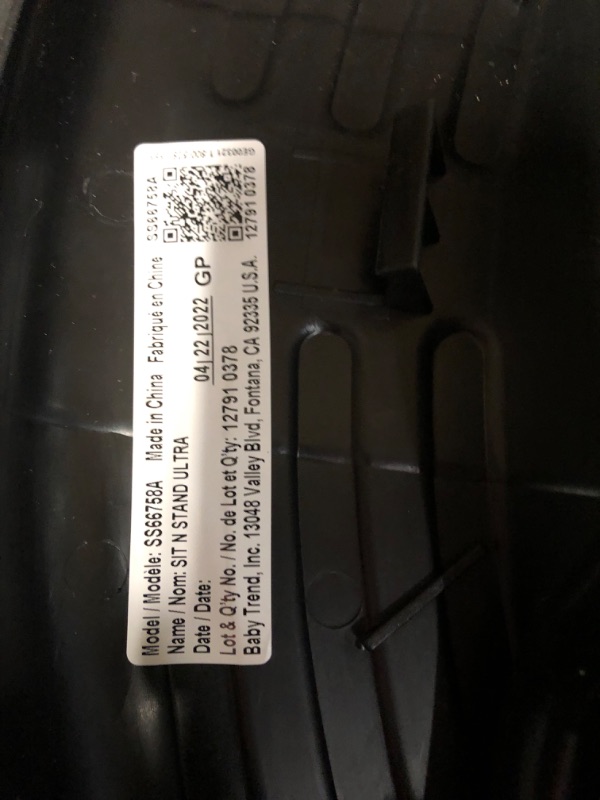 Model / Modèle: SS66758A Made in China Fabriqué en Chine
Name / Nom: SIT N STAND ULTRA
Date / Date: 04|22|2022 GP
Lot & Q'ty No. / No. de Lot et Q'ty: 12791 0378
Baby Trend, Inc. 13048 Valley Blvd, Fontana, CA 92335 U.S.A.
SS66758A
12791 0378